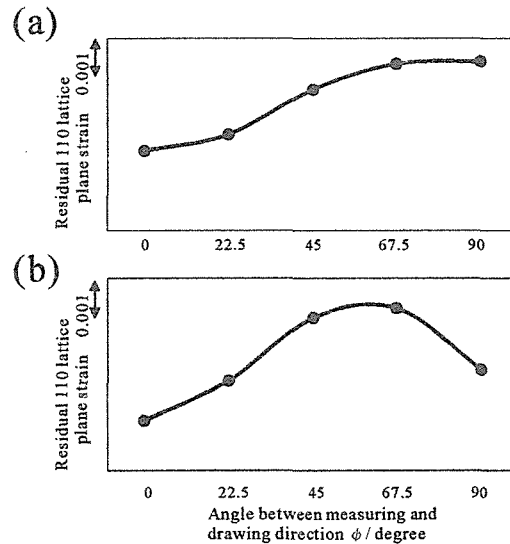 (a)
0.001
Residual 110 lattice
plane strain
0 22.5 45 67.5 90
(b)
0.001
Residual 110 lattice
plane strain
0 22.5 45 67.5 90
Angle between measuring and
drawing direction ϕ / degree